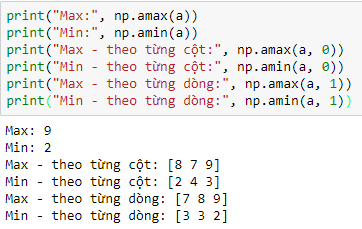 print("Max:", np.amax(a))
print("Min:", np.amin(a))
print("Max - theo từng cột:", np.amax(a, 0))
print("Min - theo từng cột:", np.amin(a, 0))
print("Max - theo từng dòng:", np.amax(a, 1))
print("Min - theo từng dòng:", np.amin(a, 1))
Max: 9
Min: 2
Max - theo từng cột: [8 7 9]
Min - theo từng cột: [2 4 3]
Max - theo từng dòng: [7 8 9]
Min - theo từng dòng: [3 3 2]